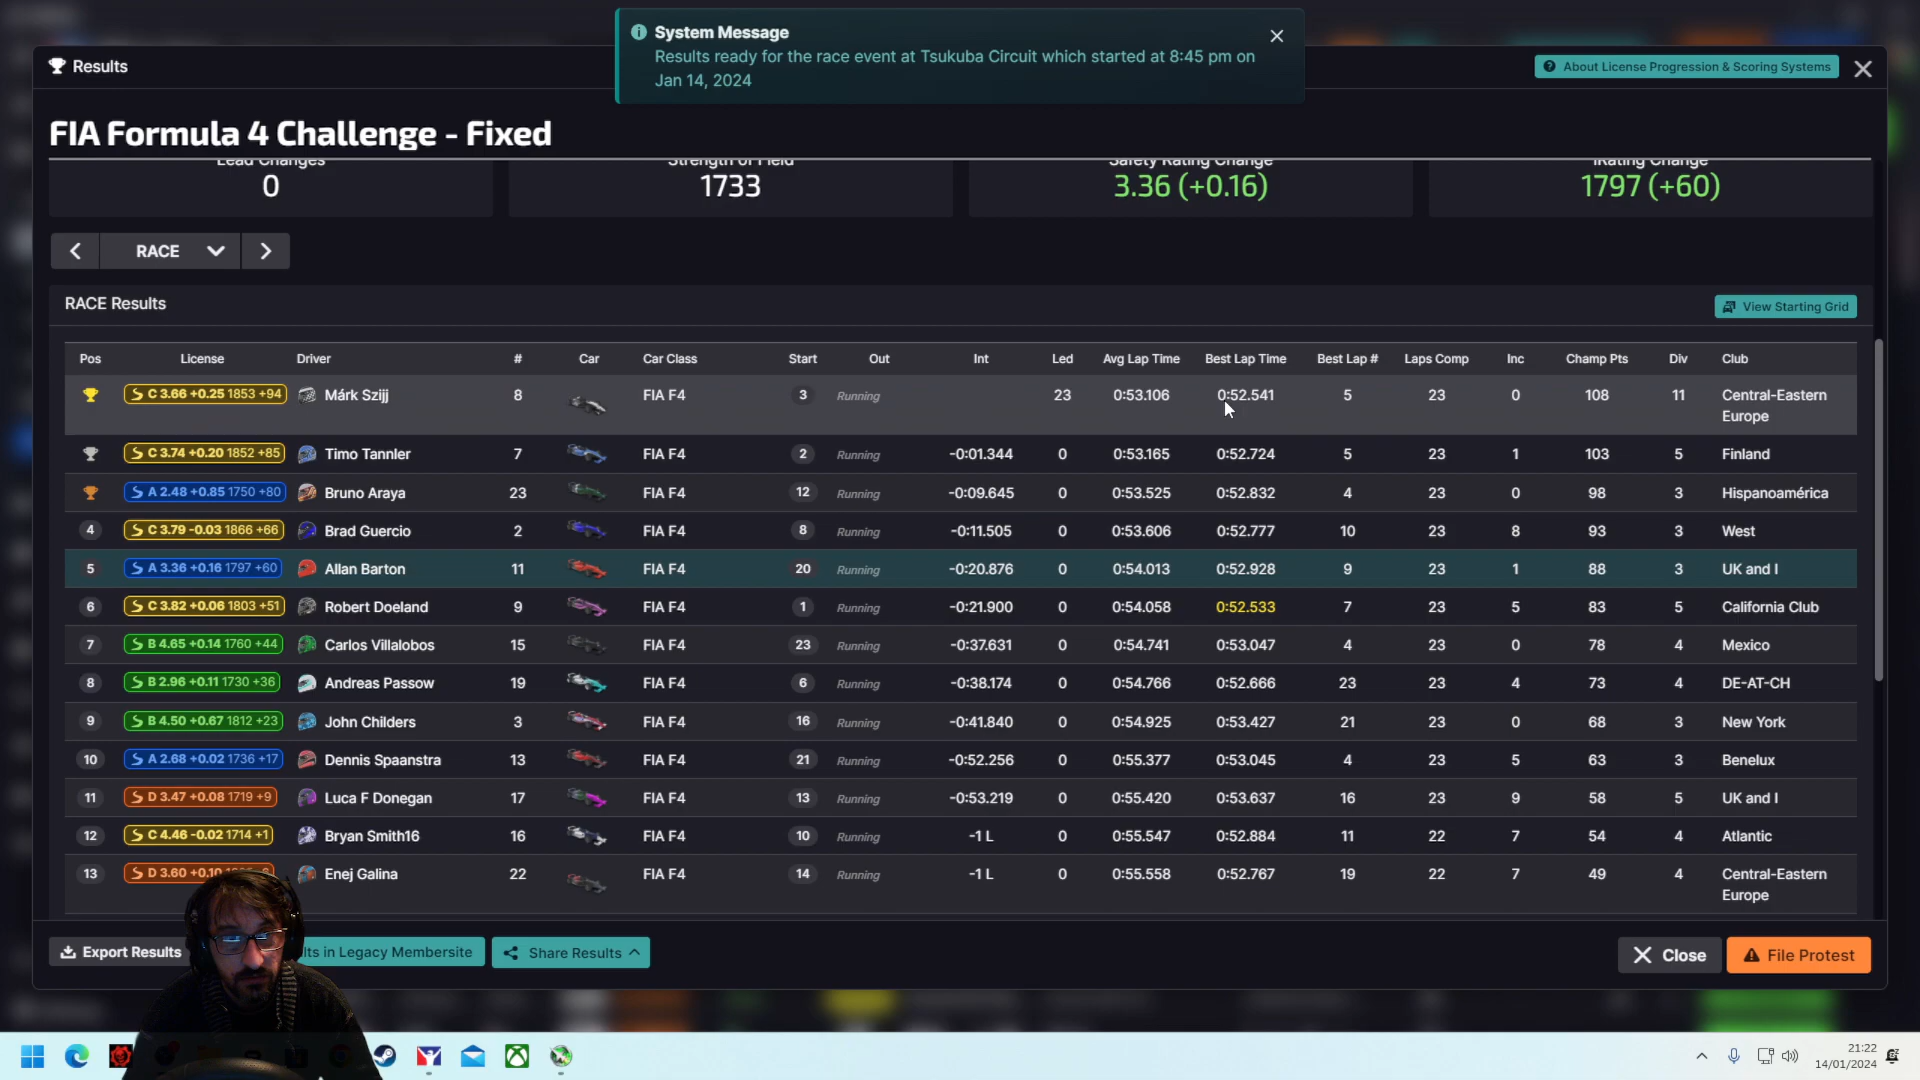 System Message
Results ready for the race event at Tsukuba Circuit which started at 8:45 pm on
Jan 14, 2024
Results
About License Progression & Scoring Systems
FIA Formula 4 Challenge - Fixed
Lead Changes Strength of Field Safety Rating Change iRating Change
0 1733 3.36 (+0.16) 1797 (+60)
RACE
RACE Results
View Starting Grid
Pos License Driver # Car Car Class Start Out Int Led Avg Lap Time Best Lap Time Best Lap # Laps Comp Inc Champ Pts Div Club
C 3.66 +0.25 1853 +94 Márk Szijj 8 FIA F4 3 Running 23 0:53.106 0:52.541 5 23 0 108 11 Central-Eastern
Europe
C 3.74 +0.20 1852 +85 Timo Tannler 7 FIA F4 2 Running -0:01.344 0 0:53.165 0:52.724 5 23 1 103 5 Finland
A 2.48 +0.85 1750 +80 Bruno Araya 23 FIA F4 12 Running -0:09.645 0 0:53.525 0:52.832 4 23 0 98 3 Hispanoamérica
4 C 3.79 -0.03 1866 +66 Brad Guercio 2 FIA F4 8 Running -0:11.505 0 0:53.606 0:52.777 10 23 8 93 3 West
5 A 3.36 +0.16 1797 +60 Allan Barton 11 FIA F4 20 Running -0:20.876 0 0:54.013 0:52.928 9 23 1 88 3 UK and I
6 C 3.82 +0.06 1803 +51 Robert Doeland 9 FIA F4 1 Running -0:21.900 0 0:54.058 0:52.533 7 23 5 83 5 California Club
7 B 4.65 +0.14 1760 +44 Carlos Villalobos 15 FIA F4 23 Running -0:37.631 0 0:54.741 0:53.047 4 23 0 78 4 Mexico
8 B 2.96 +0.11 1730 +36 Andreas Passow 19 FIA F4 6 Running -0:38.174 0 0:54.766 0:52.666 23 23 4 73 4 DE-AT-CH
9 B 4.50 +0.67 1812 +23 John Childers 3 FIA F4 16 Running -0:41.840 0 0:54.925 0:53.427 21 23 0 68 3 New York
10 A 2.68 +0.02 1736 +17 Dennis Spaanstra 13 FIA F4 21 Running -0:52.256 0 0:55.377 0:53.045 4 23 5 63 3 Benelux
11 D 3.47 +0.08 1719 +9 Luca F Donegan 17 FIA F4 13 Running -0:53.219 0 0:55.420 0:53.637 16 23 9 58 5 UK and I
12 C 4.46 -0.02 1714 +1 Bryan Smith16 16 FIA F4 10 Running -1 L 0 0:55.547 0:52.884 11 22 7 54 4 Atlantic
13 D 3.60 +0.10 Enej Galina 22 FIA F4 14 Running -1 L 0 0:55.558 0:52.767 19 22 7 49 4 Central-Eastern
Europe
Export Results in Legacy Membersite Share Results Close File Protest
21:22
14/01/2024